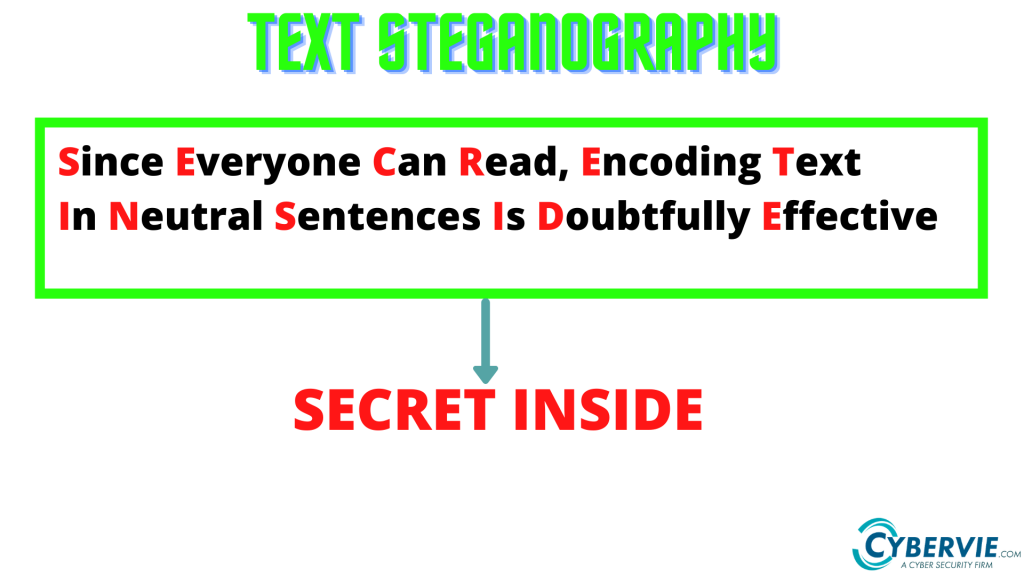 TEXT STEGANOGRAPHY
Since Everyone Can Read, Encoding Text
In Neutral Sentences Is Doubtfully Effective
SECRET INSIDE
CYBERVIE.COM
A CYBER SECURITY FIRM